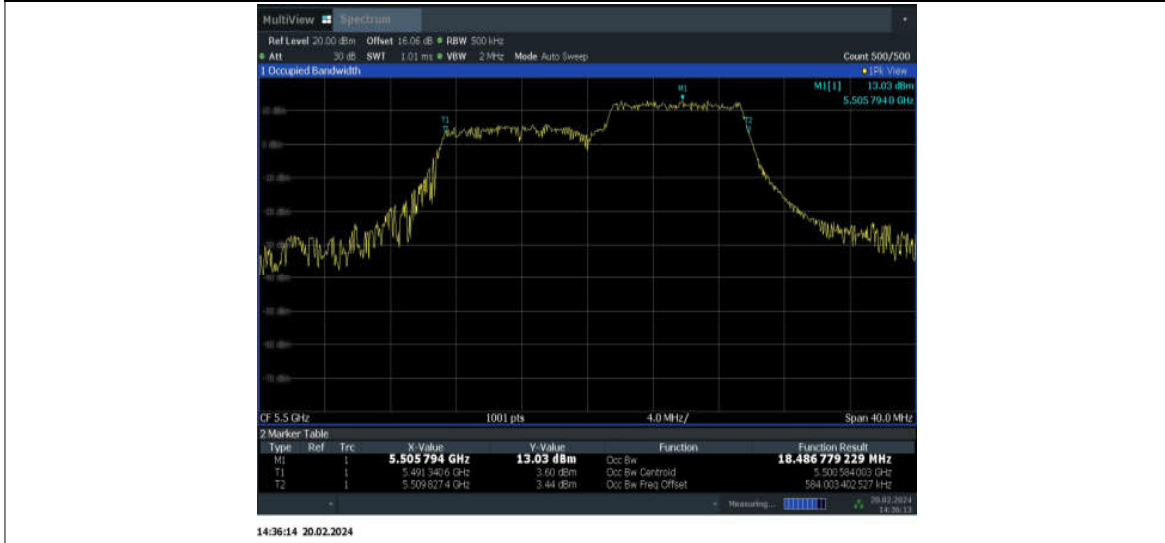 MultiView Spectrum
Ref Level 20.00 dBm Offset 16.06 dB RBW 500 kHz
Att 30 dB SWT 1.01 ms VBW 2 MHz Mode Auto Sweep Count 500/500
1 Occupied Bandwidth 1Pk View
M1[1] 13.03 dBm
5.505 794 0 GHz
M1
T1
T2
CF 5.5 GHz 1001 pts 4.0 MHz/ Span 40.0 MHz
2 Marker Table
Type Ref Trc X-Value Y-Value Function Function Result
M1 1 5.505 794 GHz 13.03 dBm Occ Bw 18.486 779 229 MHz
T1 1 5.491 340 6 GHz 3.60 dBm Occ Bw Centroid 5.500 584 003 GHz
T2 1 5.509 827 4 GHz 3.44 dBm Occ Bw Freq Offset 584.003 402 527 kHz
Measuring... 20.02.2024
14:36:13
14:36:14 20.02.2024